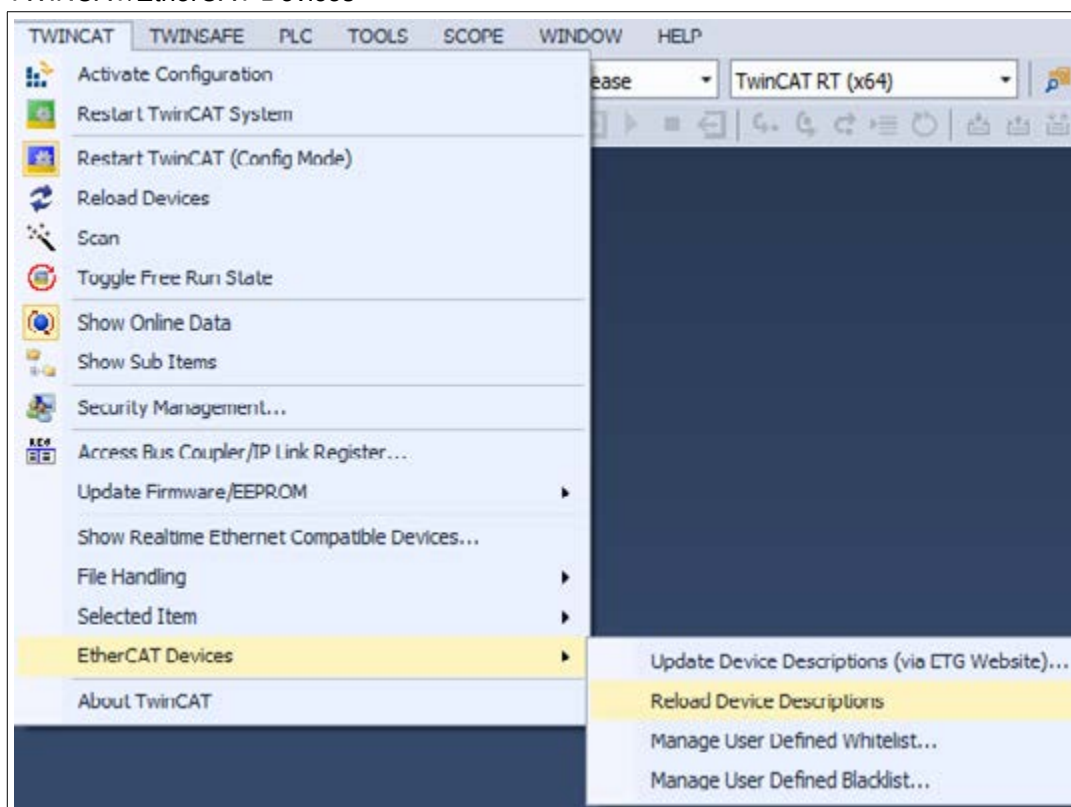 TWINCAT TWINSAFE PLC TOOLS SCOPE WINDOW HELP
Activate Configuration
ease TwinCAT RT (x64)
Restart TwinCAT System
Restart TwinCAT (Config Mode)
Reload Devices
Scan
Toggle Free Run State
Show Online Data
Show Sub Items
Security Management...
Access Bus Coupler/IP Link Register...
Update Firmware/EEPROM
Show Realtime Ethernet Compatible Devices...
File Handling
Selected Item
EtherCAT Devices
Update Device Descriptions (via ETG Website)...
About TwinCAT
Reload Device Descriptions
Manage User Defined Whitelist...
Manage User Defined Blacklist...